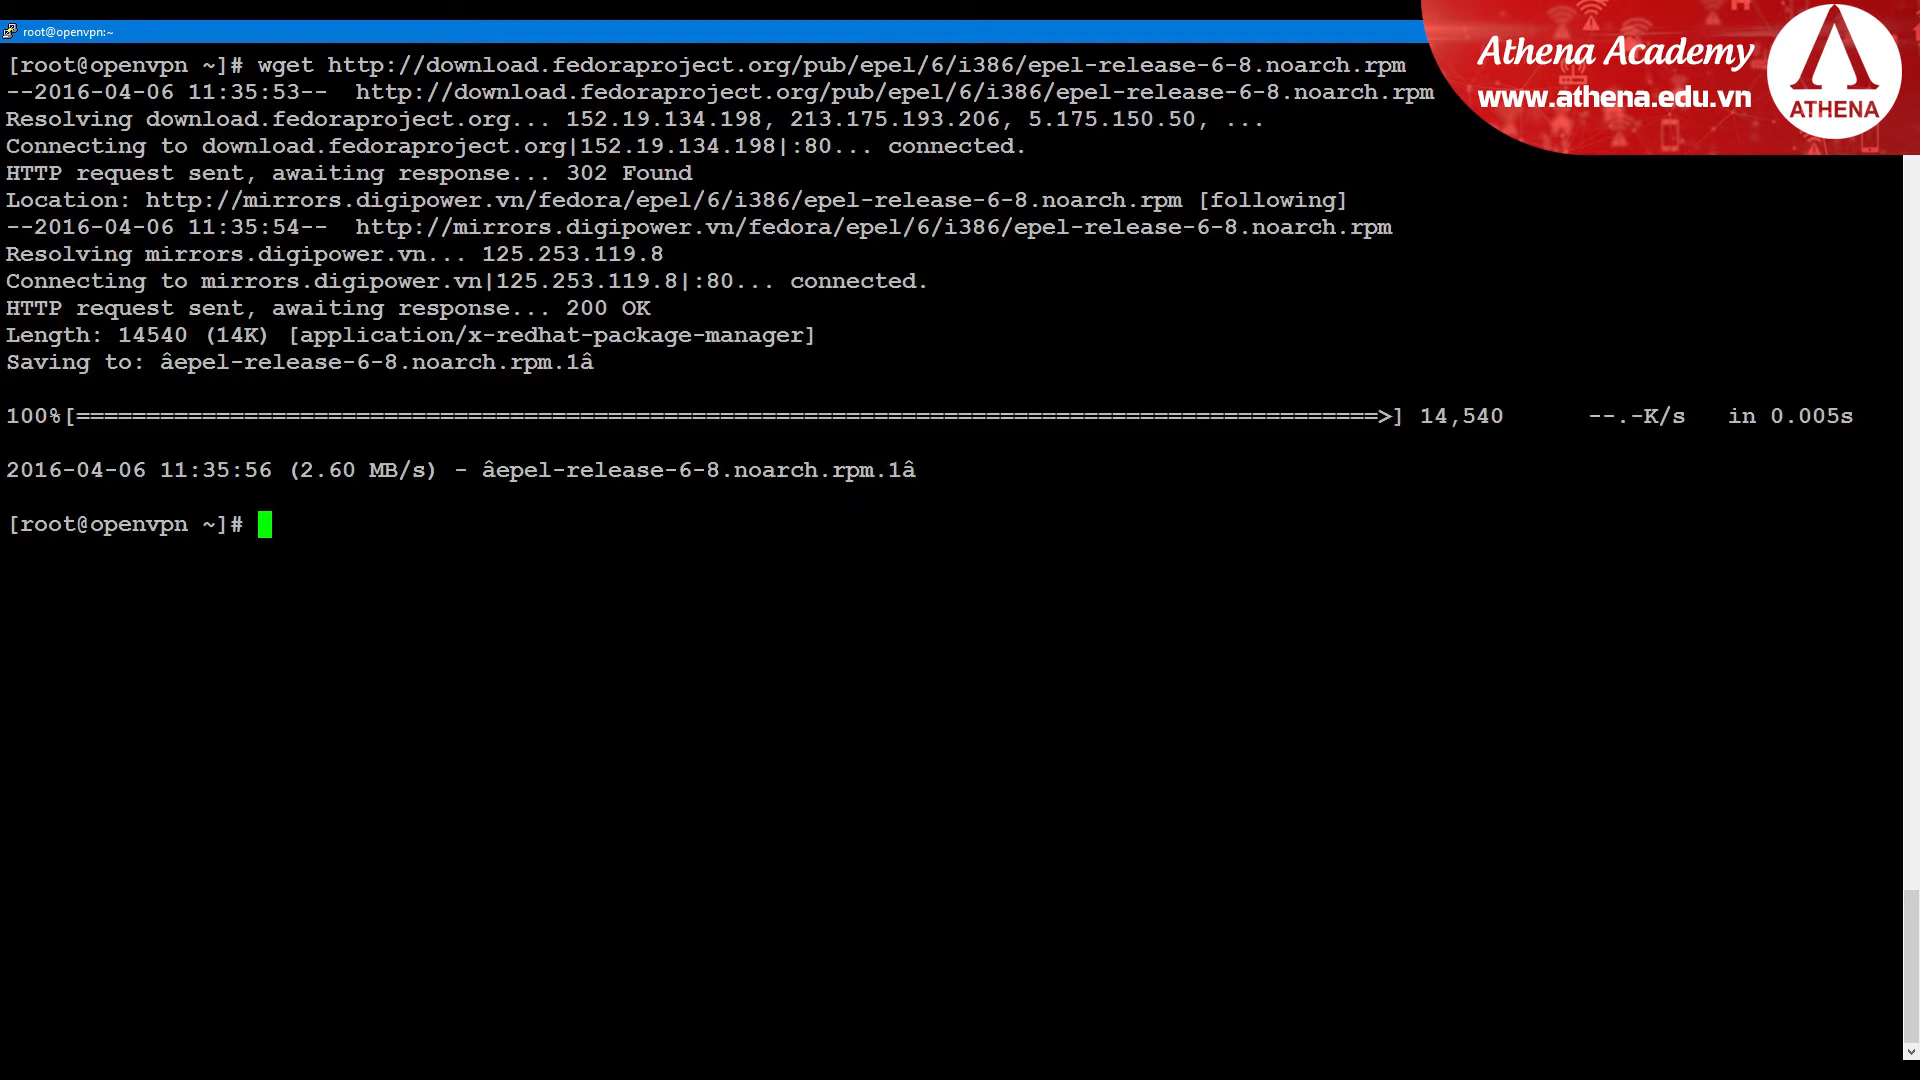 root@openvpn:~
Athena Academy
www.athena.edu.vn
ATHENA
[root@openvpn ~]# wget http://download.fedoraproject.org/pub/epel/6/i386/epel-release-6-8.noarch.rpm
--2016-04-06 11:35:53--  http://download.fedoraproject.org/pub/epel/6/i386/epel-release-6-8.noarch.rpm
Resolving download.fedoraproject.org... 152.19.134.198, 213.175.193.206, 5.175.150.50, ...
Connecting to download.fedoraproject.org|152.19.134.198|:80... connected.
HTTP request sent, awaiting response... 302 Found
Location: http://mirrors.digipower.vn/fedora/epel/6/i386/epel-release-6-8.noarch.rpm [following]
--2016-04-06 11:35:54--  http://mirrors.digipower.vn/fedora/epel/6/i386/epel-release-6-8.noarch.rpm
Resolving mirrors.digipower.vn... 125.253.119.8
Connecting to mirrors.digipower.vn|125.253.119.8|:80... connected.
HTTP request sent, awaiting response... 200 OK
Length: 14540 (14K) [application/x-redhat-package-manager]
Saving to: âepel-release-6-8.noarch.rpm.1â
100%[=============================================================================================>] 14,540      --.-K/s   in 0.005s
2016-04-06 11:35:56 (2.60 MB/s) - âepel-release-6-8.noarch.rpm.1â
[root@openvpn ~]#